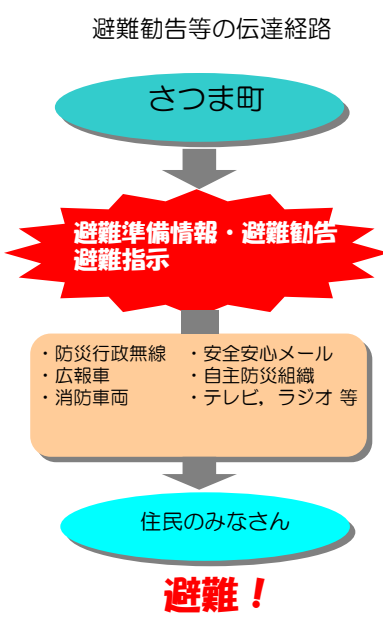 避難勧告等の伝達経路
さつま町
避難準備情報・避難勧告
避難指示
・防災行政無線 ・安全安心メール
・広報車 ・自主防災組織
・消防車両 ・テレビ，ラジオ 等
住民のみなさん
避難！